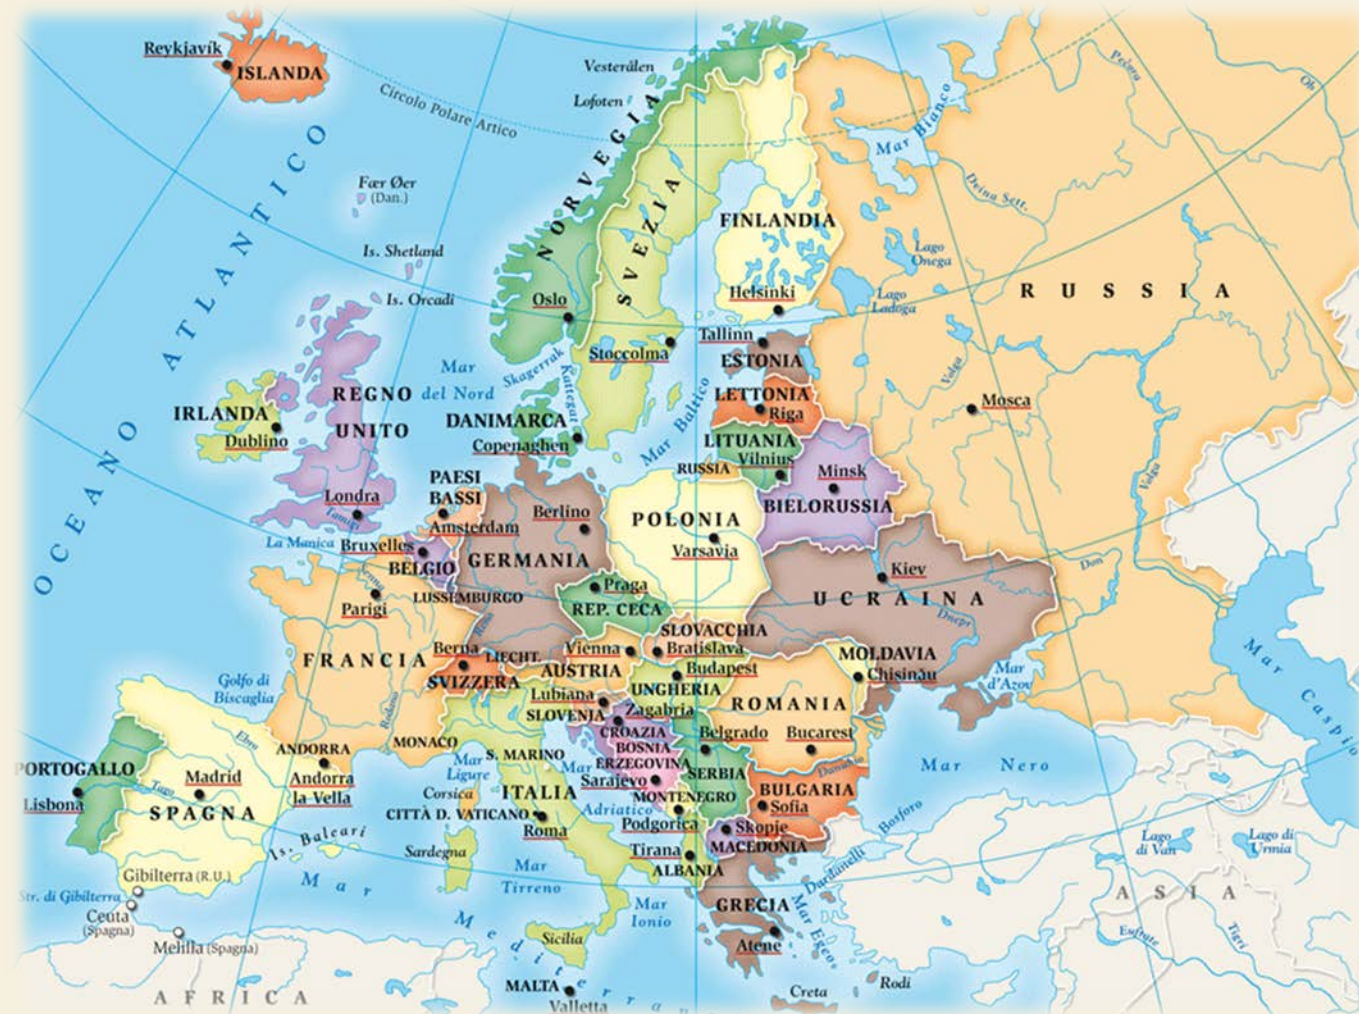 Reykjavík
ISLANDA
Circolo Polare Artico
Vesterålen
Lofoten
OCEANO ATLANTICO
Fær Øer
(Dan.)
Is. Shetland
Is. Orcadi
NORVEGIA
SVEZIA
FINLANDIA
Oslo
Stoccolma
Helsinki
Tallinn
ESTONIA
LETTONIA
Riga
LITUANIA
Vilnius
RUSSIA
Mar Bianco
Pečora
Ob
Lago
Onega
Lago
Ladoga
RUSSIA
Volga
Mosca
Volga
Mar
del Nord
Skagerrak
Kattegat
Mar Baltico
REGNO
UNITO
IRLANDA
Dublino
Londra
Tamigi
La Manica
DANIMARCA
Copenaghen
PAESI
BASSI
Amsterdam
Bruxelles
BELGIO
LUSSEMBURGO
Berlino
GERMANIA
Reno
POLONIA
Varsavia
Minsk
BIELORUSSIA
Kiev
UCRAINA
Dnepr
Don
Praga
REP. CECA
SLOVACCHIA
Bratislava
Senna
Parigi
FRANCIA
Rodano
Berna
LIECHT.
SVIZZERA
Vienna
AUSTRIA
Budapest
UNGHERIA
MOLDAVIA
Chisinău
Mar
d'Azov
Mar Caspio
Golfo di
Biscaglia
Lubiana
SLOVENIA
Zagabria
CROAZIA
BOSNIA
ERZEGOVINA
Sarajevo
ROMANIA
Bucarest
Belgrado
SERBIA
Danubio
Mar Nero
MONACO
S. MARINO
Mar
Ligure
Corsica
ITALIA
CITTÀ D. VATICANO
Roma
Mar
Adriatico
MONTENEGRO
Podgorica
BULGARIA
Sofia
Skopje
MACEDONIA
Tirana
ALBANIA
PORTOGALLO
Lisbona
Tago
Madrid
SPAGNA
Ebro
ANDORRA
Andorra
la Vella
Is. Baleari
Sardegna
Mar
Tirreno
Mar
Ionio
GRECIA
Atene
Mar Egeo
Dardanelli
Bosforo
Lago
di Van
Lago di
Urmia
ASIA
Eufrate
Tigri
Gibilterra (R.U.)
Str. di Gibilterra
Ceuta
(Spagna)
Melilla (Spagna)
AFRICA
Mar Mediterra
Sicilia
MALTA
Valletta
Creta
Rodi